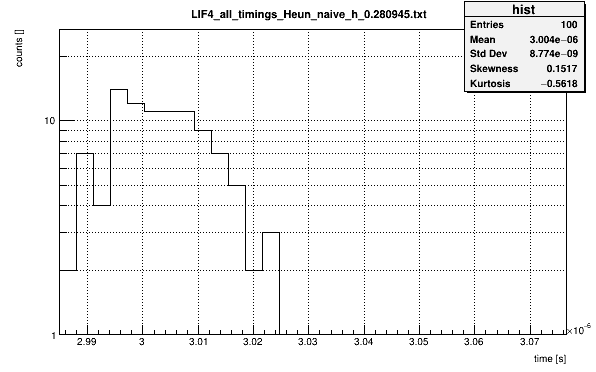 LIF4_all_timings_Heun_naive_h_0.280945.txt
hist
Entries 100
Mean 3.004e−06
Std Dev 8.774e−09
Skewness 0.1517
Kurtosis −0.5618
counts []
10
1
2.99 3 3.01 3.02 3.03 3.04 3.05 3.06 3.07
×10−6
time [s]